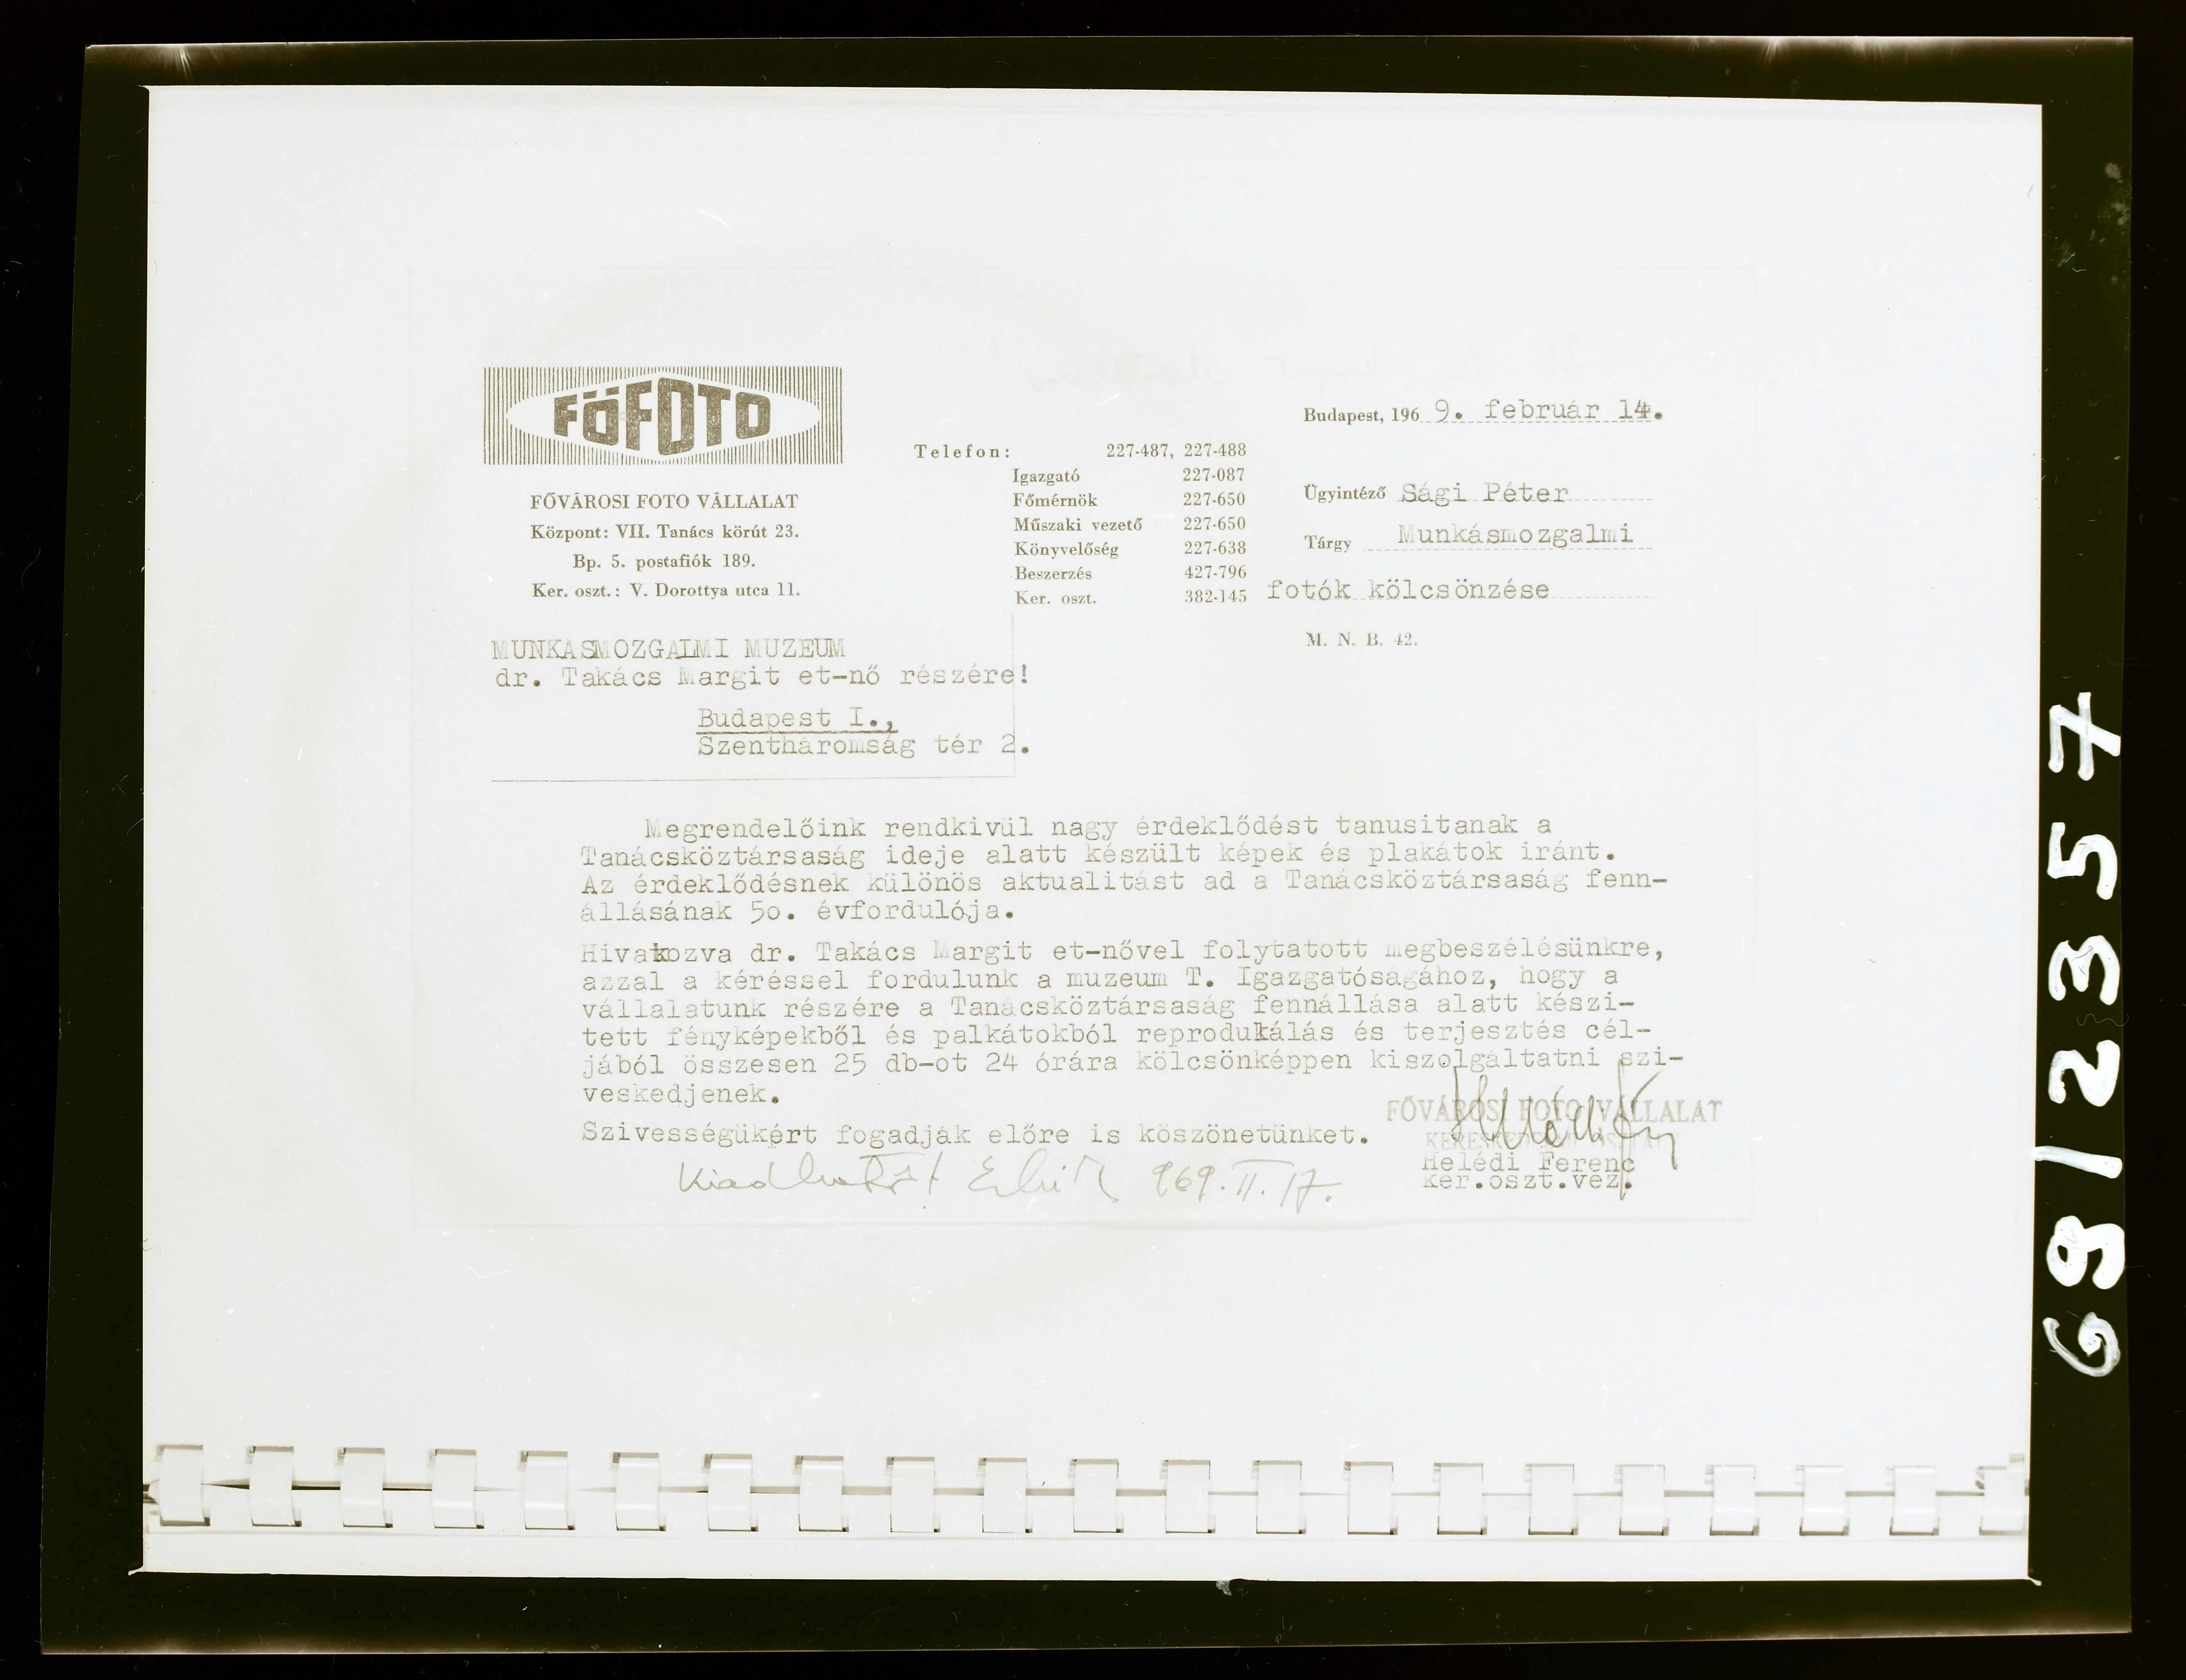 FŐFOTO
FŐVÁROSI FOTO VÁLLALAT
Központ: VII. Tanács körút 23.
Bp. 5. postafiók 189.
Ker. oszt.: V. Dorottya utca 11.
Telefon: 227-487, 227-488
Igazgató 227-087
Főmérnök 227-650
Műszaki vezető 227-650
Könyvelőség 227-638
Beszerzés 427-796
Ker. oszt. 382-145
Budapest, 196 9. február 14.
Ügyintéző Sági Péter
Tárgy Munkásmozgalmi
fotók kölcsönzése
M. N. B. 42.
MUNKASMOZGALMI MUZEUM
dr. Takács Margit et-nő részére!
Budapest I.,
Szentháromság tér 2.
Megrendelőink rendkivül nagy érdeklődést tanusitanak a
Tanácsköztársaság ideje alatt készült képek és plakátok iránt.
Az érdeklődésnek különös aktualitást ad a Tanácsköztársaság fenn-
állásának 5o. évfordulója.
Hivatkozva dr. Takács Margit et-nővel folytatott megbeszélésünkre,
azzal a kéréssel fordulunk a muzeum T. Igazgatóságához, hogy a
vállalatunk részére a Tanácsköztársaság fennállása alatt készi-
tett fényképekből és palkátokból reprodukálás és terjesztés cél-
jából összesen 25 db-ot 24 órára kölcsönképpen kiszolgáltatni szi-
veskedjenek.
Szivességükért fogadják előre is köszönetünket.
FŐVÁROSI FOTO VÁLLALAT
Helédi Ferenc
ker.oszt.vez.
Kiadható! 969. II. 17.
69/2357